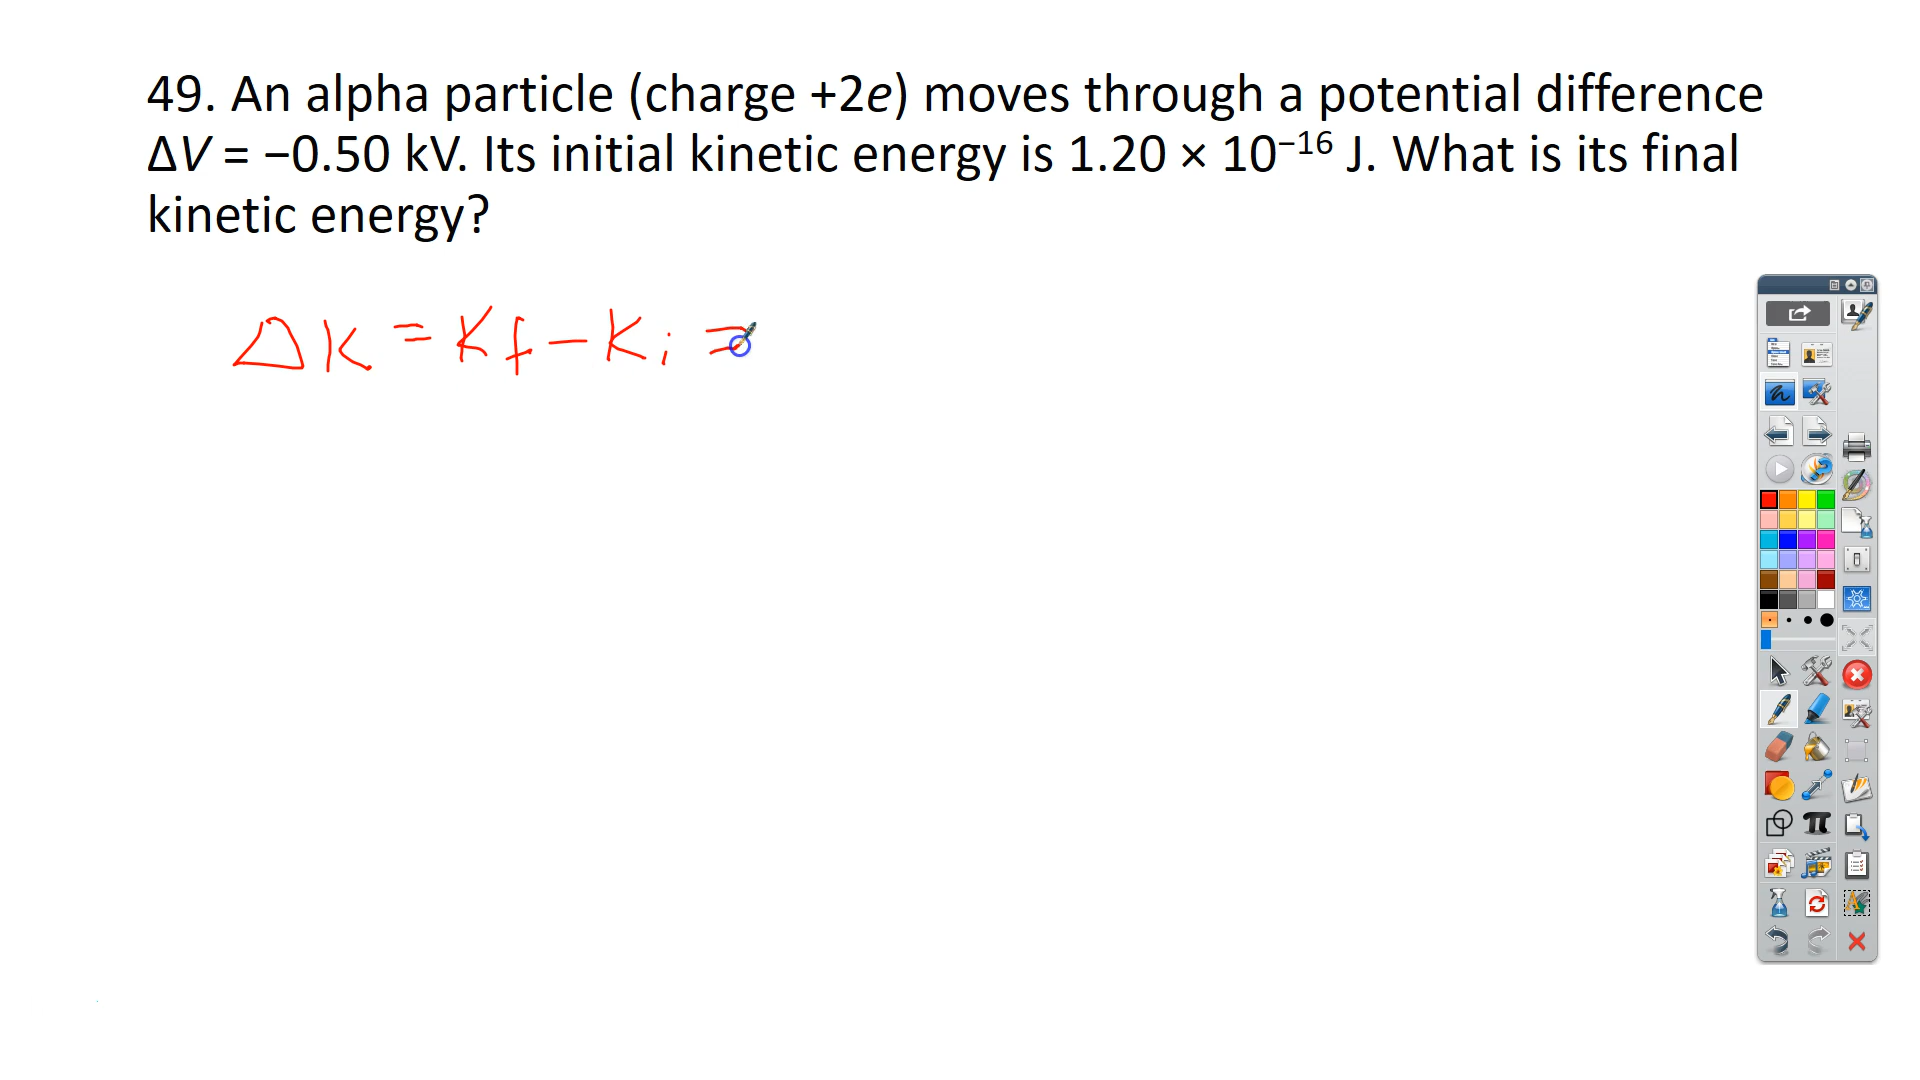 49. An alpha particle (charge +2e) moves through a potential difference
ΔV = −0.50 kV. Its initial kinetic energy is 1.20 × 10⁻¹⁶ J. What is its final
kinetic energy?
ΔK = Kf − Ki =